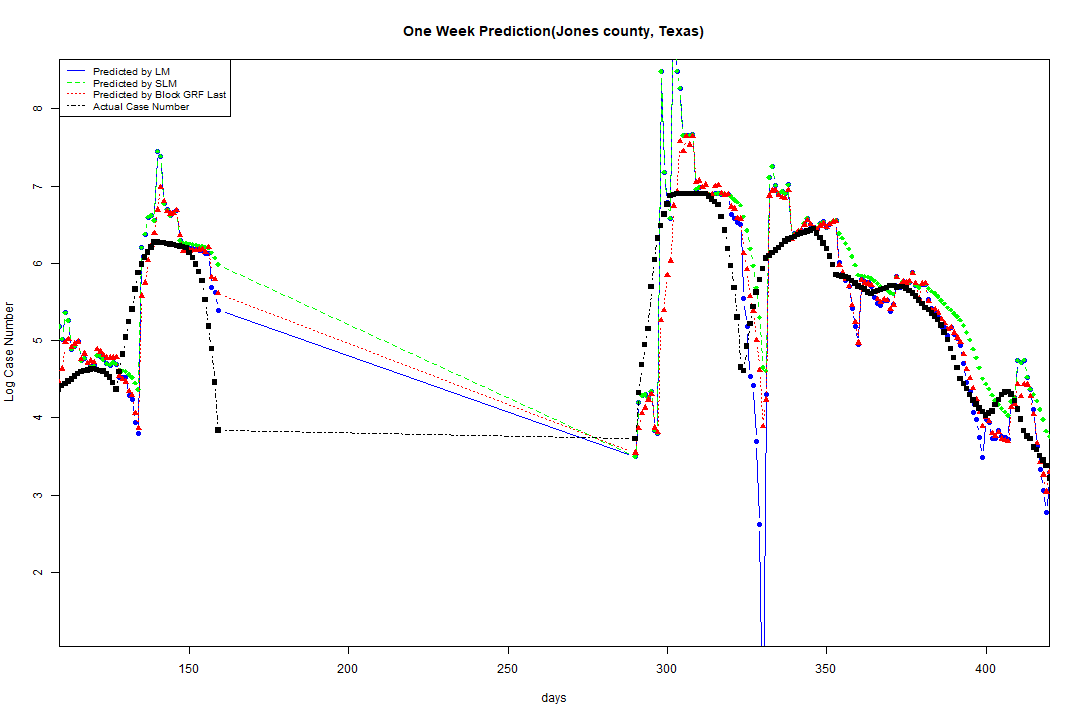 One Week Prediction(Jones county, Texas)
Predicted by LM
Predicted by SLM
Predicted by Block GRF Last
Actual Case Number
Log Case Number
8
7
6
5
4
3
2
150 200 250 300 350 400
days